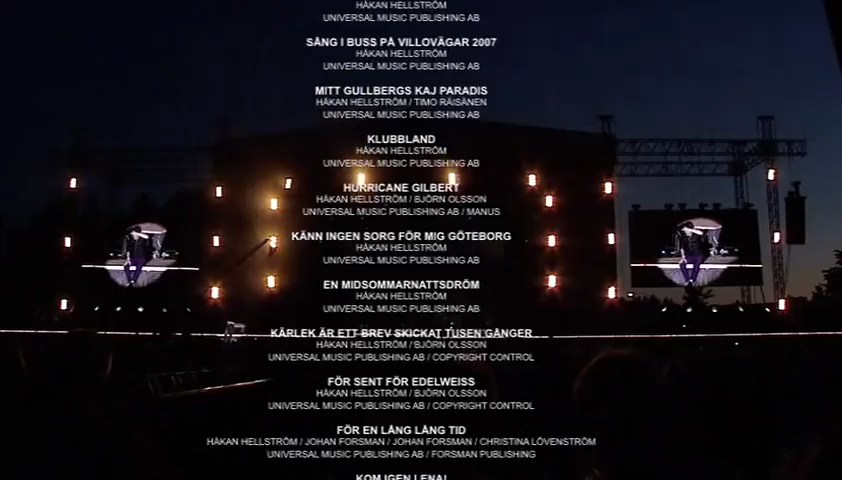 HÅKAN HELLSTRÖM
UNIVERSAL MUSIC PUBLISHING AB
SÅNG I BUSS PÅ VILLOVÄGAR 2007
HÅKAN HELLSTRÖM
UNIVERSAL MUSIC PUBLISHING AB
MITT GULLBERGS KAJ PARADIS
HÅKAN HELLSTRÖM / TIMO RÄISÄNEN
UNIVERSAL MUSIC PUBLISHING AB
KLUBBLAND
HÅKAN HELLSTRÖM
UNIVERSAL MUSIC PUBLISHING AB
HURRICANE GILBERT
HÅKAN HELLSTRÖM / BJÖRN OLSSON
UNIVERSAL MUSIC PUBLISHING AB / MANUS
KÄNN INGEN SORG FÖR MIG GÖTEBORG
HÅKAN HELLSTRÖM
UNIVERSAL MUSIC PUBLISHING AB
EN MIDSOMMARNATTSDRÖM
HÅKAN HELLSTRÖM
UNIVERSAL MUSIC PUBLISHING AB
KÄRLEK ÄR ETT BREV SKICKAT TUSEN GÅNGER
HÅKAN HELLSTRÖM / BJÖRN OLSSON
UNIVERSAL MUSIC PUBLISHING AB / COPYRIGHT CONTROL
FÖR SENT FÖR EDELWEISS
HÅKAN HELLSTRÖM / BJÖRN OLSSON
UNIVERSAL MUSIC PUBLISHING AB / COPYRIGHT CONTROL
FÖR EN LÅNG LÅNG TID
HÅKAN HELLSTRÖM / JOHAN FORSMAN / JOHAN FORSMAN / CHRISTINA LÖVENSTRÖM
UNIVERSAL MUSIC PUBLISHING AB / FORSMAN PUBLISHING
KOM IGEN LENA!